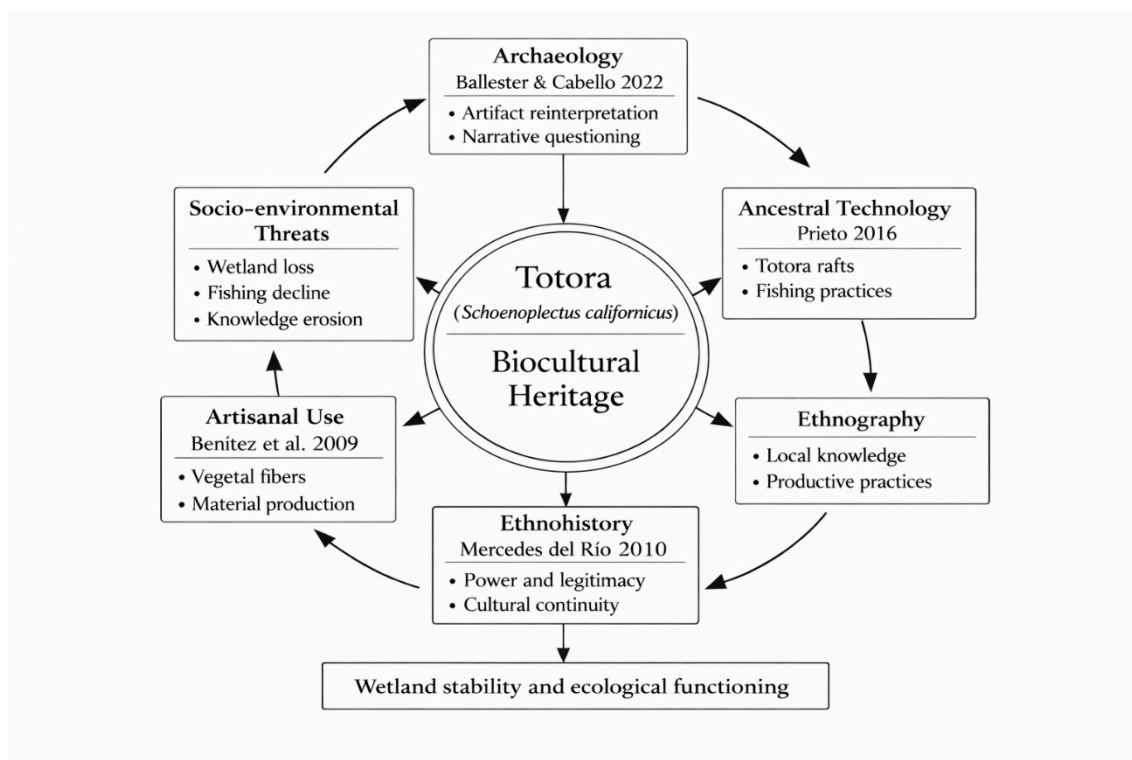 Archaeology
Ballester & Cabello 2022
• Artifact reinterpretation
• Narrative questioning
Socio-environmental
Threats
• Wetland loss
• Fishing decline
• Knowledge erosion
Ancestral Technology
Prieto 2016
• Totora rafts
• Fishing practices
Totora
(Schoenoplectus californicus)
Biocultural
Heritage
Artisanal Use
Benítez et al. 2009
• Vegetal fibers
• Material production
Ethnography
• Local knowledge
• Productive practices
Ethnohistory
Mercedes del Río 2010
• Power and legitimacy
• Cultural continuity
Wetland stability and ecological functioning